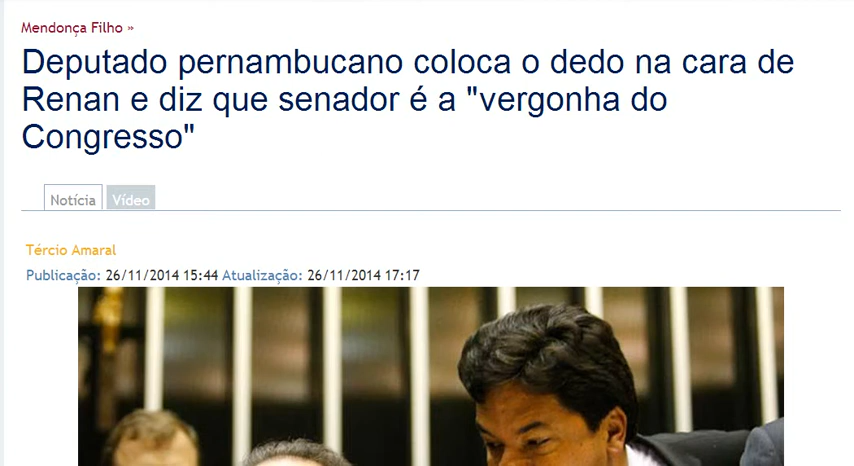 Mendonça Filho »
Deputado pernambucano coloca o dedo na cara de
Renan e diz que senador é a "vergonha do
Congresso"
Notícia Vídeo
Tércio Amaral
Publicação: 26/11/2014 15:44 Atualização: 26/11/2014 17:17